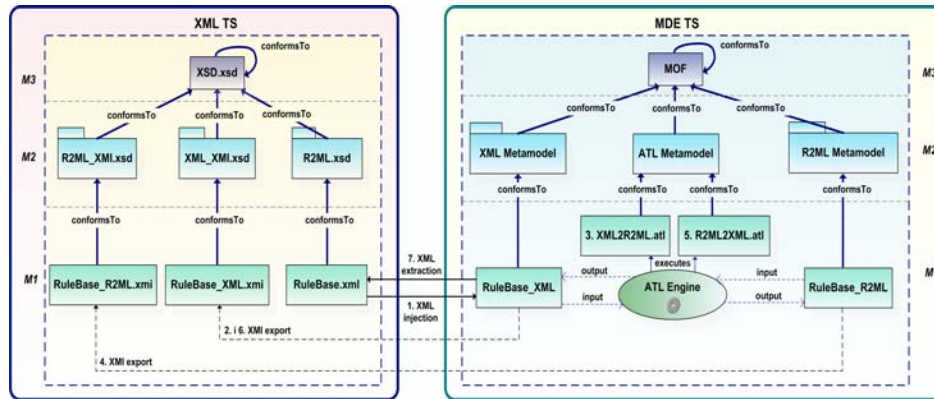 XML TS
MDE TS
conformsTo
conformsTo
M3
XSD.xsd
MOF
M3
conformsTo
conformsTo
conformsTo
conformsTo
conformsTo
conformsTo
M2
R2ML_XMI.xsd
XML_XMI.xsd
R2ML.xsd
XML Metamodel
ATL Metamodel
R2ML Metamodel
M2
conformsTo
conformsTo
conformsTo
conformsTo
conformsTo
conformsTo
conformsTo
3. XML2R2ML.atl
5. R2ML2XML.atl
7. XML
extraction
executes
M1
RuleBase_R2ML.xmi
RuleBase_XML.xmi
RuleBase.xml
RuleBase_XML
output
input
ATL Engine
input
output
RuleBase_R2ML
M
1. XML
injection
2. i 6. XMI export
4. XMI export